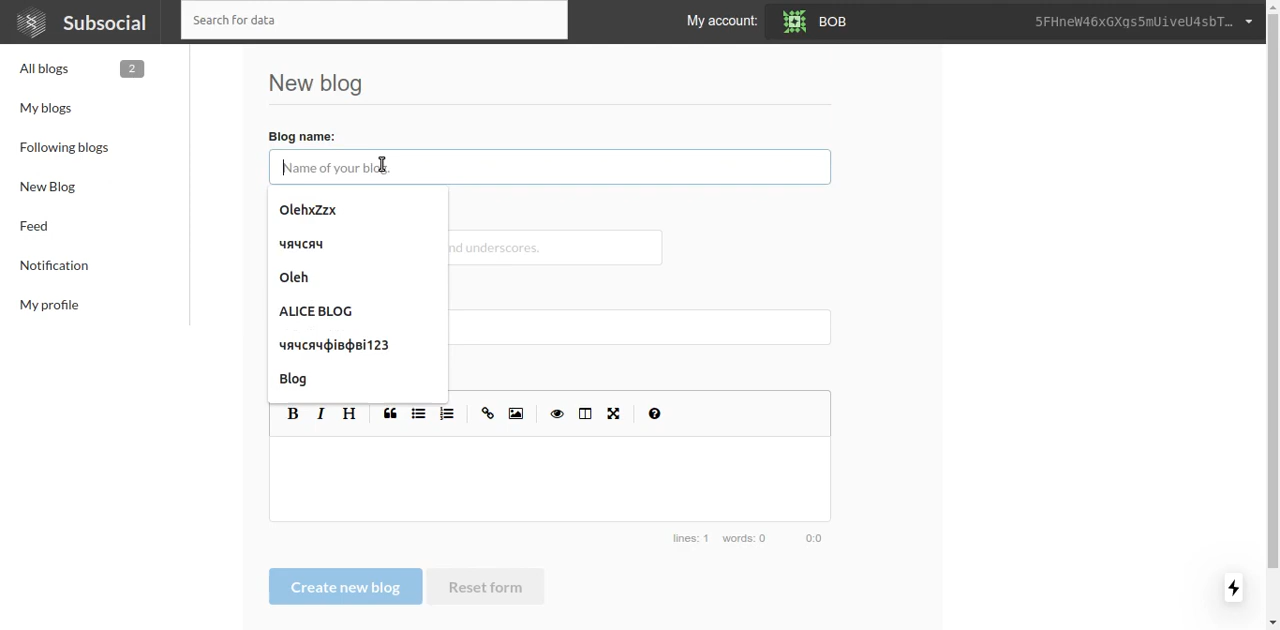 Subsocial
Search for data
My account:
BOB
5FHneW46xGXgs5mUiveU4sbT…
All blogs 2
My blogs
Following blogs
New Blog
Feed
Notification
My profile
New blog
Blog name:
Name of your blog.
OlehxZzx
чячсяч
Oleh
ALICE BLOG
чячсячфівфві123
Blog
nd underscores.
B I H
lines: 1 words: 0 0:0
Create new blog
Reset form